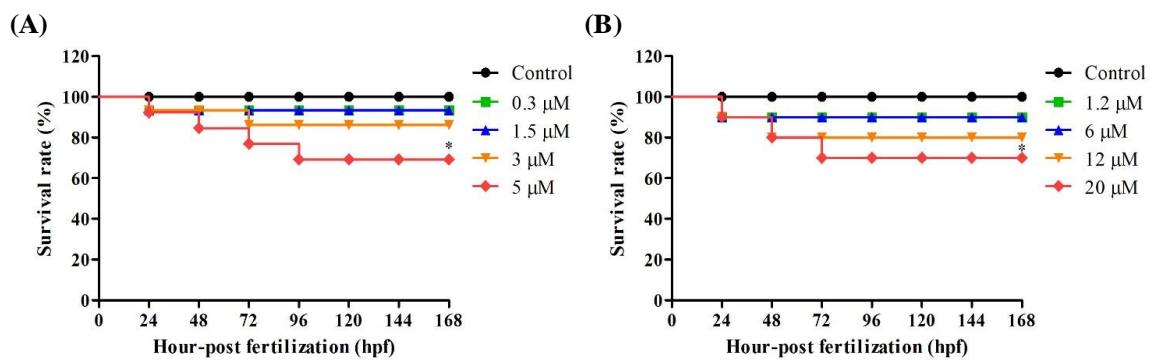 (A)
Survival rate (%)
120
100
80
60
40
20
0
0 24 48 72 96 120 144 168
Hour-post fertilization (hpf)
*
Control
0.3 μM
1.5 μM
3 μM
5 μM
(B)
Survival rate (%)
120
100
80
60
40
20
0
0 24 48 72 96 120 144 168
Hour-post fertilization (hpf)
*
Control
1.2 μM
6 μM
12 μM
20 μM